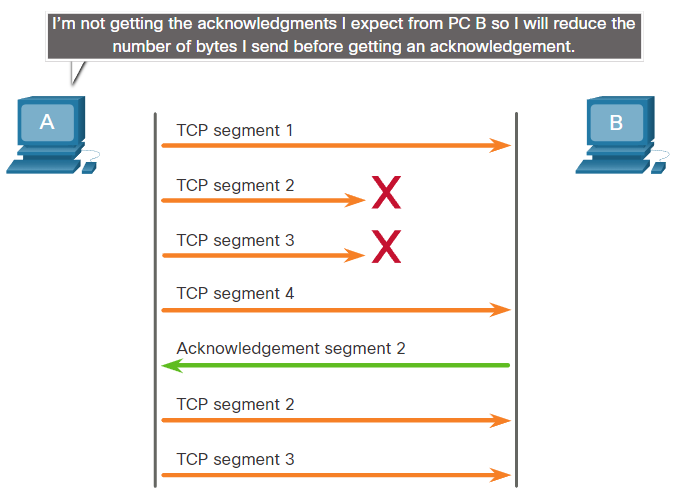 I'm not getting the acknowledgments I expect from PC B so I will reduce the
number of bytes I send before getting an acknowledgement.
A
B
TCP segment 1
TCP segment 2
X
TCP segment 3
X
TCP segment 4
Acknowledgement segment 2
TCP segment 2
TCP segment 3